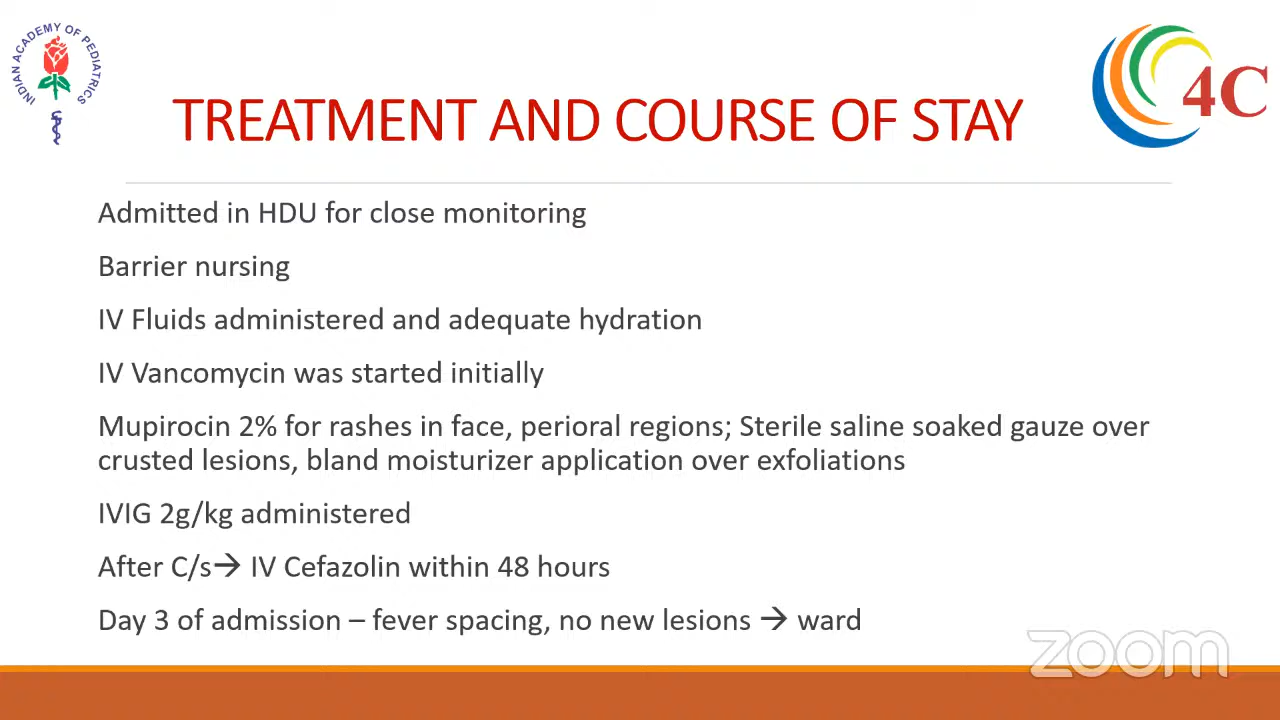 INDIAN ACADEMY OF PEDIATRICS
4C
TREATMENT AND COURSE OF STAY
Admitted in HDU for close monitoring
Barrier nursing
IV Fluids administered and adequate hydration
IV Vancomycin was started initially
Mupirocin 2% for rashes in face, perioral regions; Sterile saline soaked gauze over
crusted lesions, bland moisturizer application over exfoliations
IVIG 2g/kg administered
After C/s→ IV Cefazolin within 48 hours
Day 3 of admission – fever spacing, no new lesions → ward
zoom